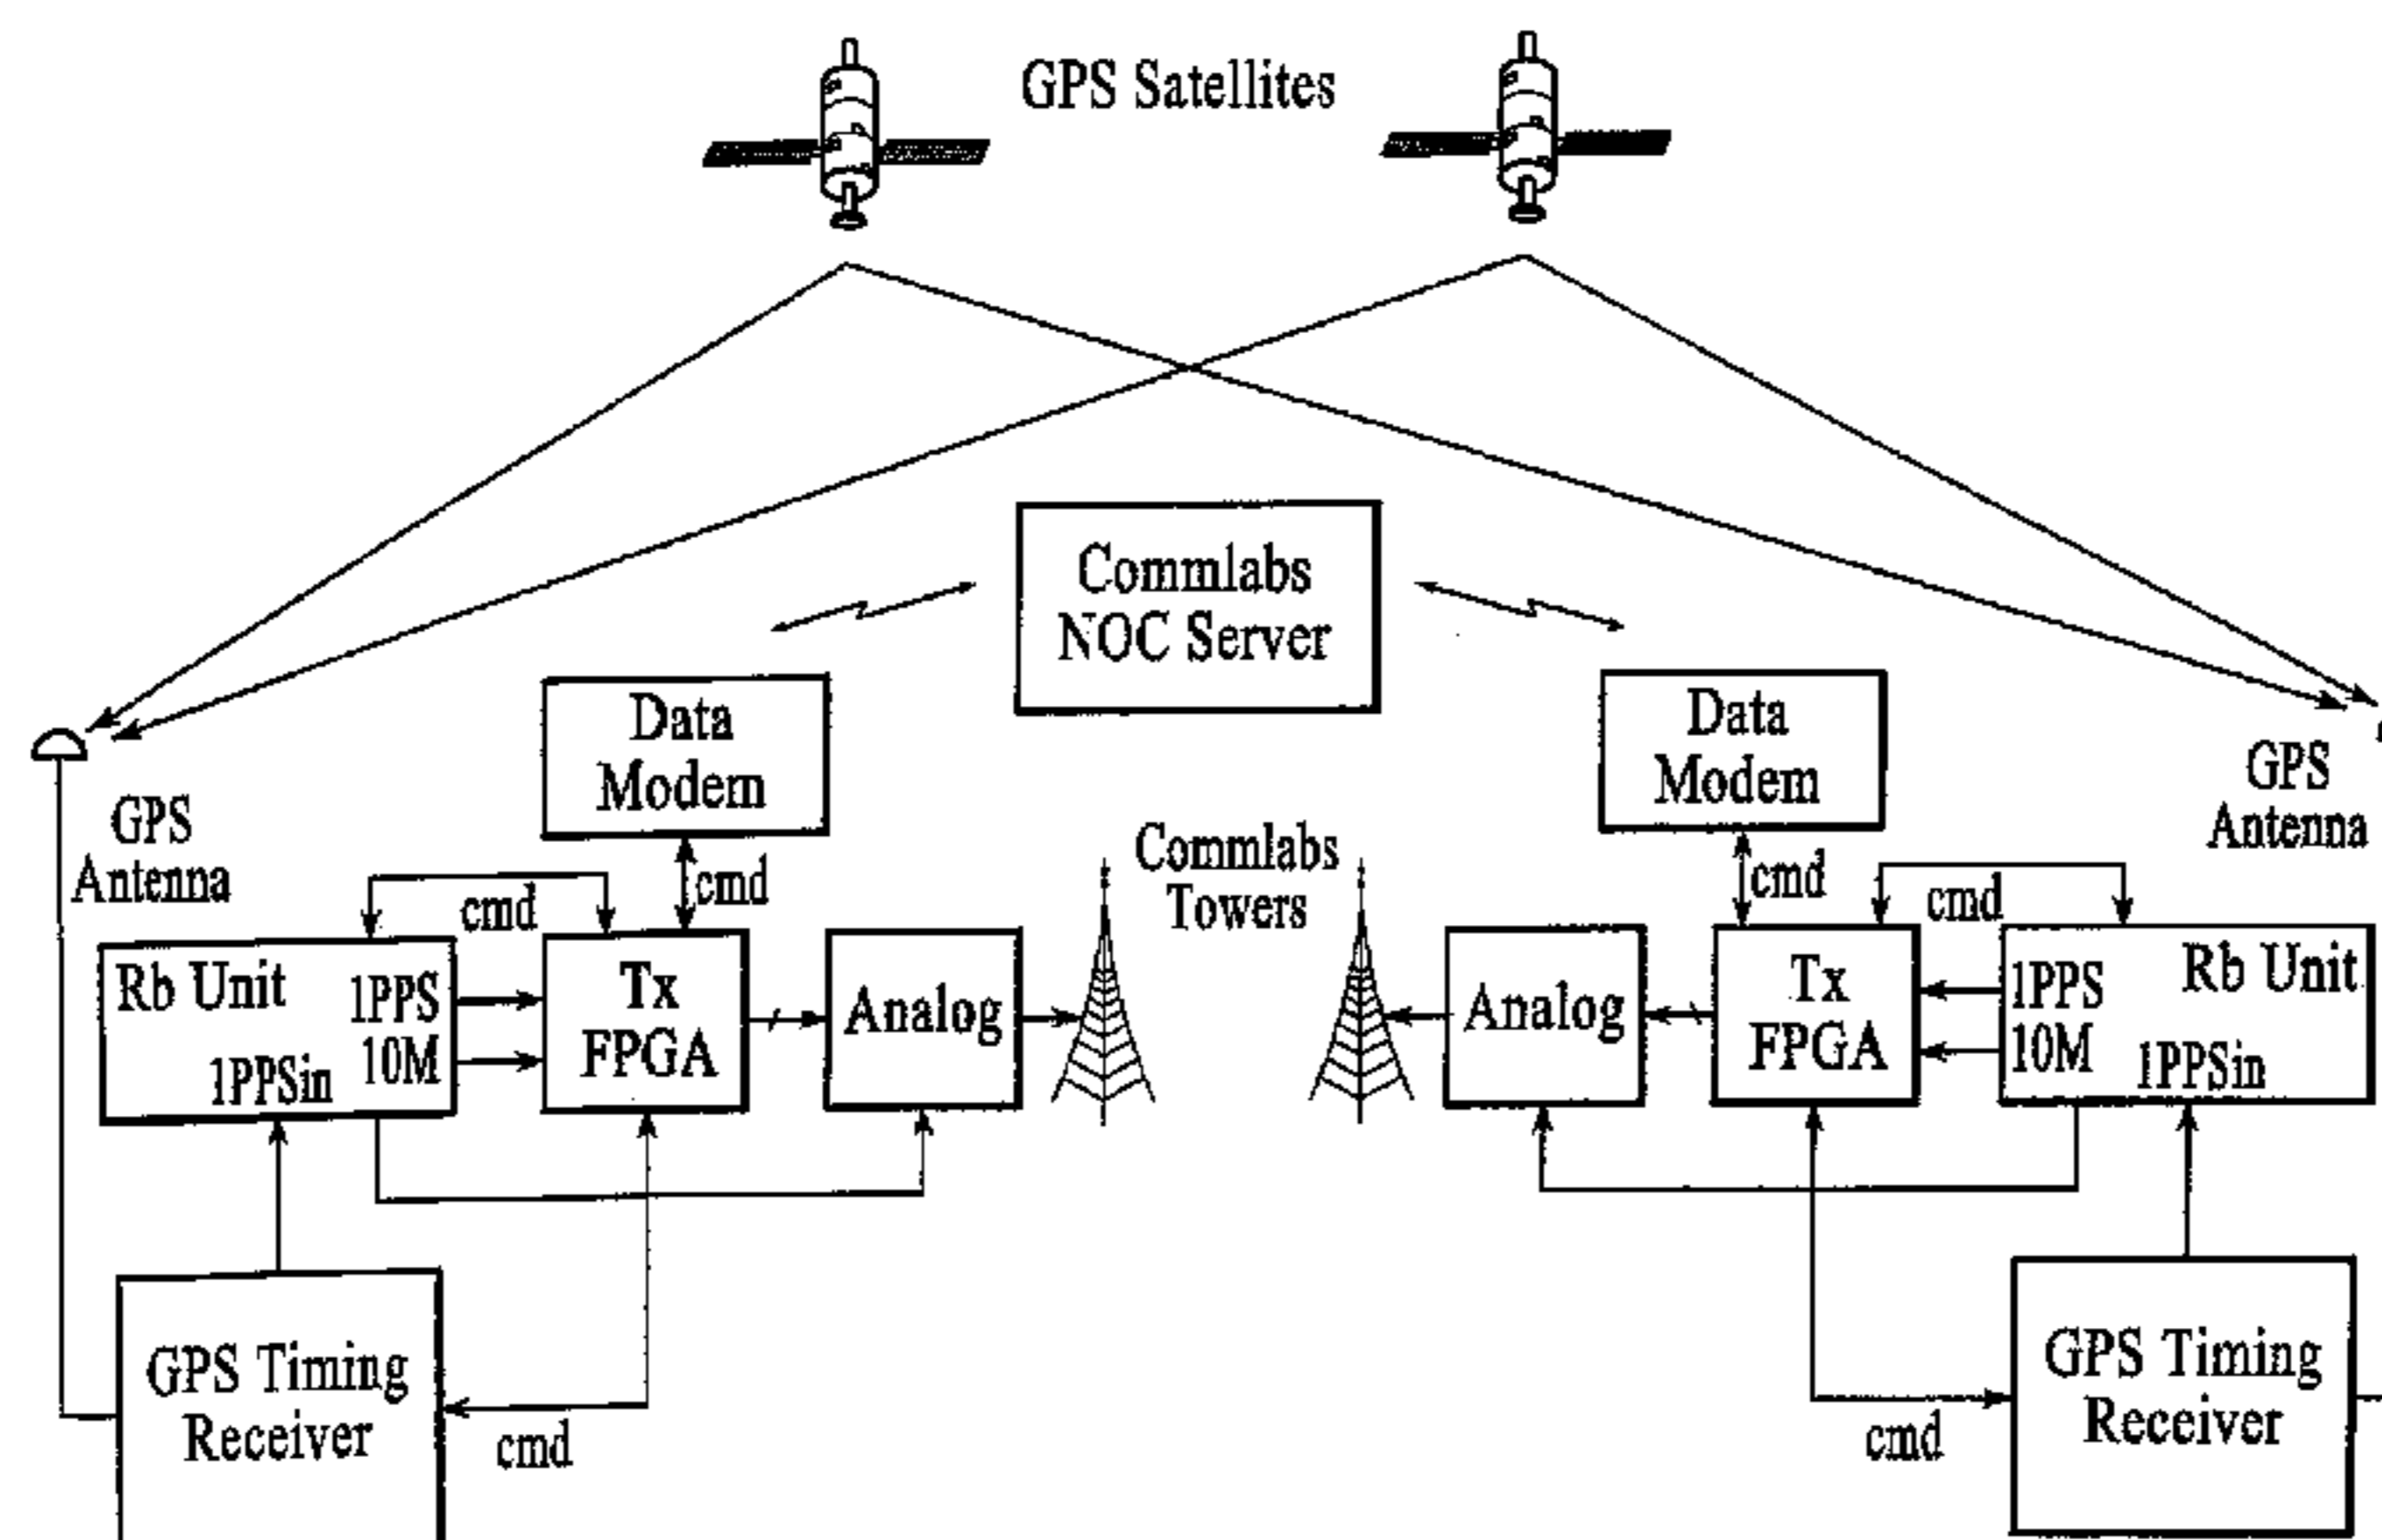 GPS Satellites
Commlabs
NOC Server
Data
Modem
Data
Modem
GPS
Antenna
GPS
Antenna
Commlabs
Towers
cmd
cmd
cmd
cmd
Rb Unit
1PPS
10M
1PPSin
Tx
FPGA
Analog
Analog
Tx
FPGA
1PPS
10M
1PPSin
Rb Unit
GPS Timing
Receiver
cmd
GPS Timing
Receiver
cmd